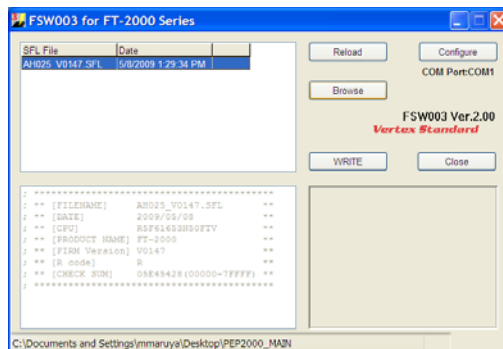 FSW003 for FT-2000 Series
SFL File Date
AH025_V0147.SFL 5/8/2009 1:29:34 PM
Reload
Configure
COM Port:COM1
Browse
FSW003 Ver.2.00
Vertex Standard
WRITE
Close
; ******************************************
; ** [FILENAME] AH025_V0147.SFL **
; ** [DATE] 2009/05/08 **
; ** [CPU] R5F61653N50FTV **
; ** [PRODUCT NAME] FT-2000 **
; ** [FIRM Version] V0147 **
; ** [R code] R **
; ** [CHECK SUM] 05E49428(00000-7FFFF) **
; ******************************************
C:\Documents and Settings\mmaruya\Desktop\PEP2000_MAIN